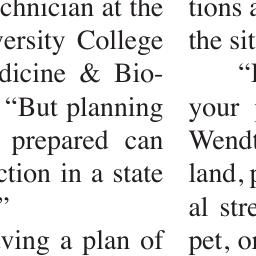 chnician at the
versity College
dicine & Bio-
"But planning
prepared can
ction in a state
"
ving a plan of
tions
the sit
"
your
Wendt
land, p
al stre
pet, or